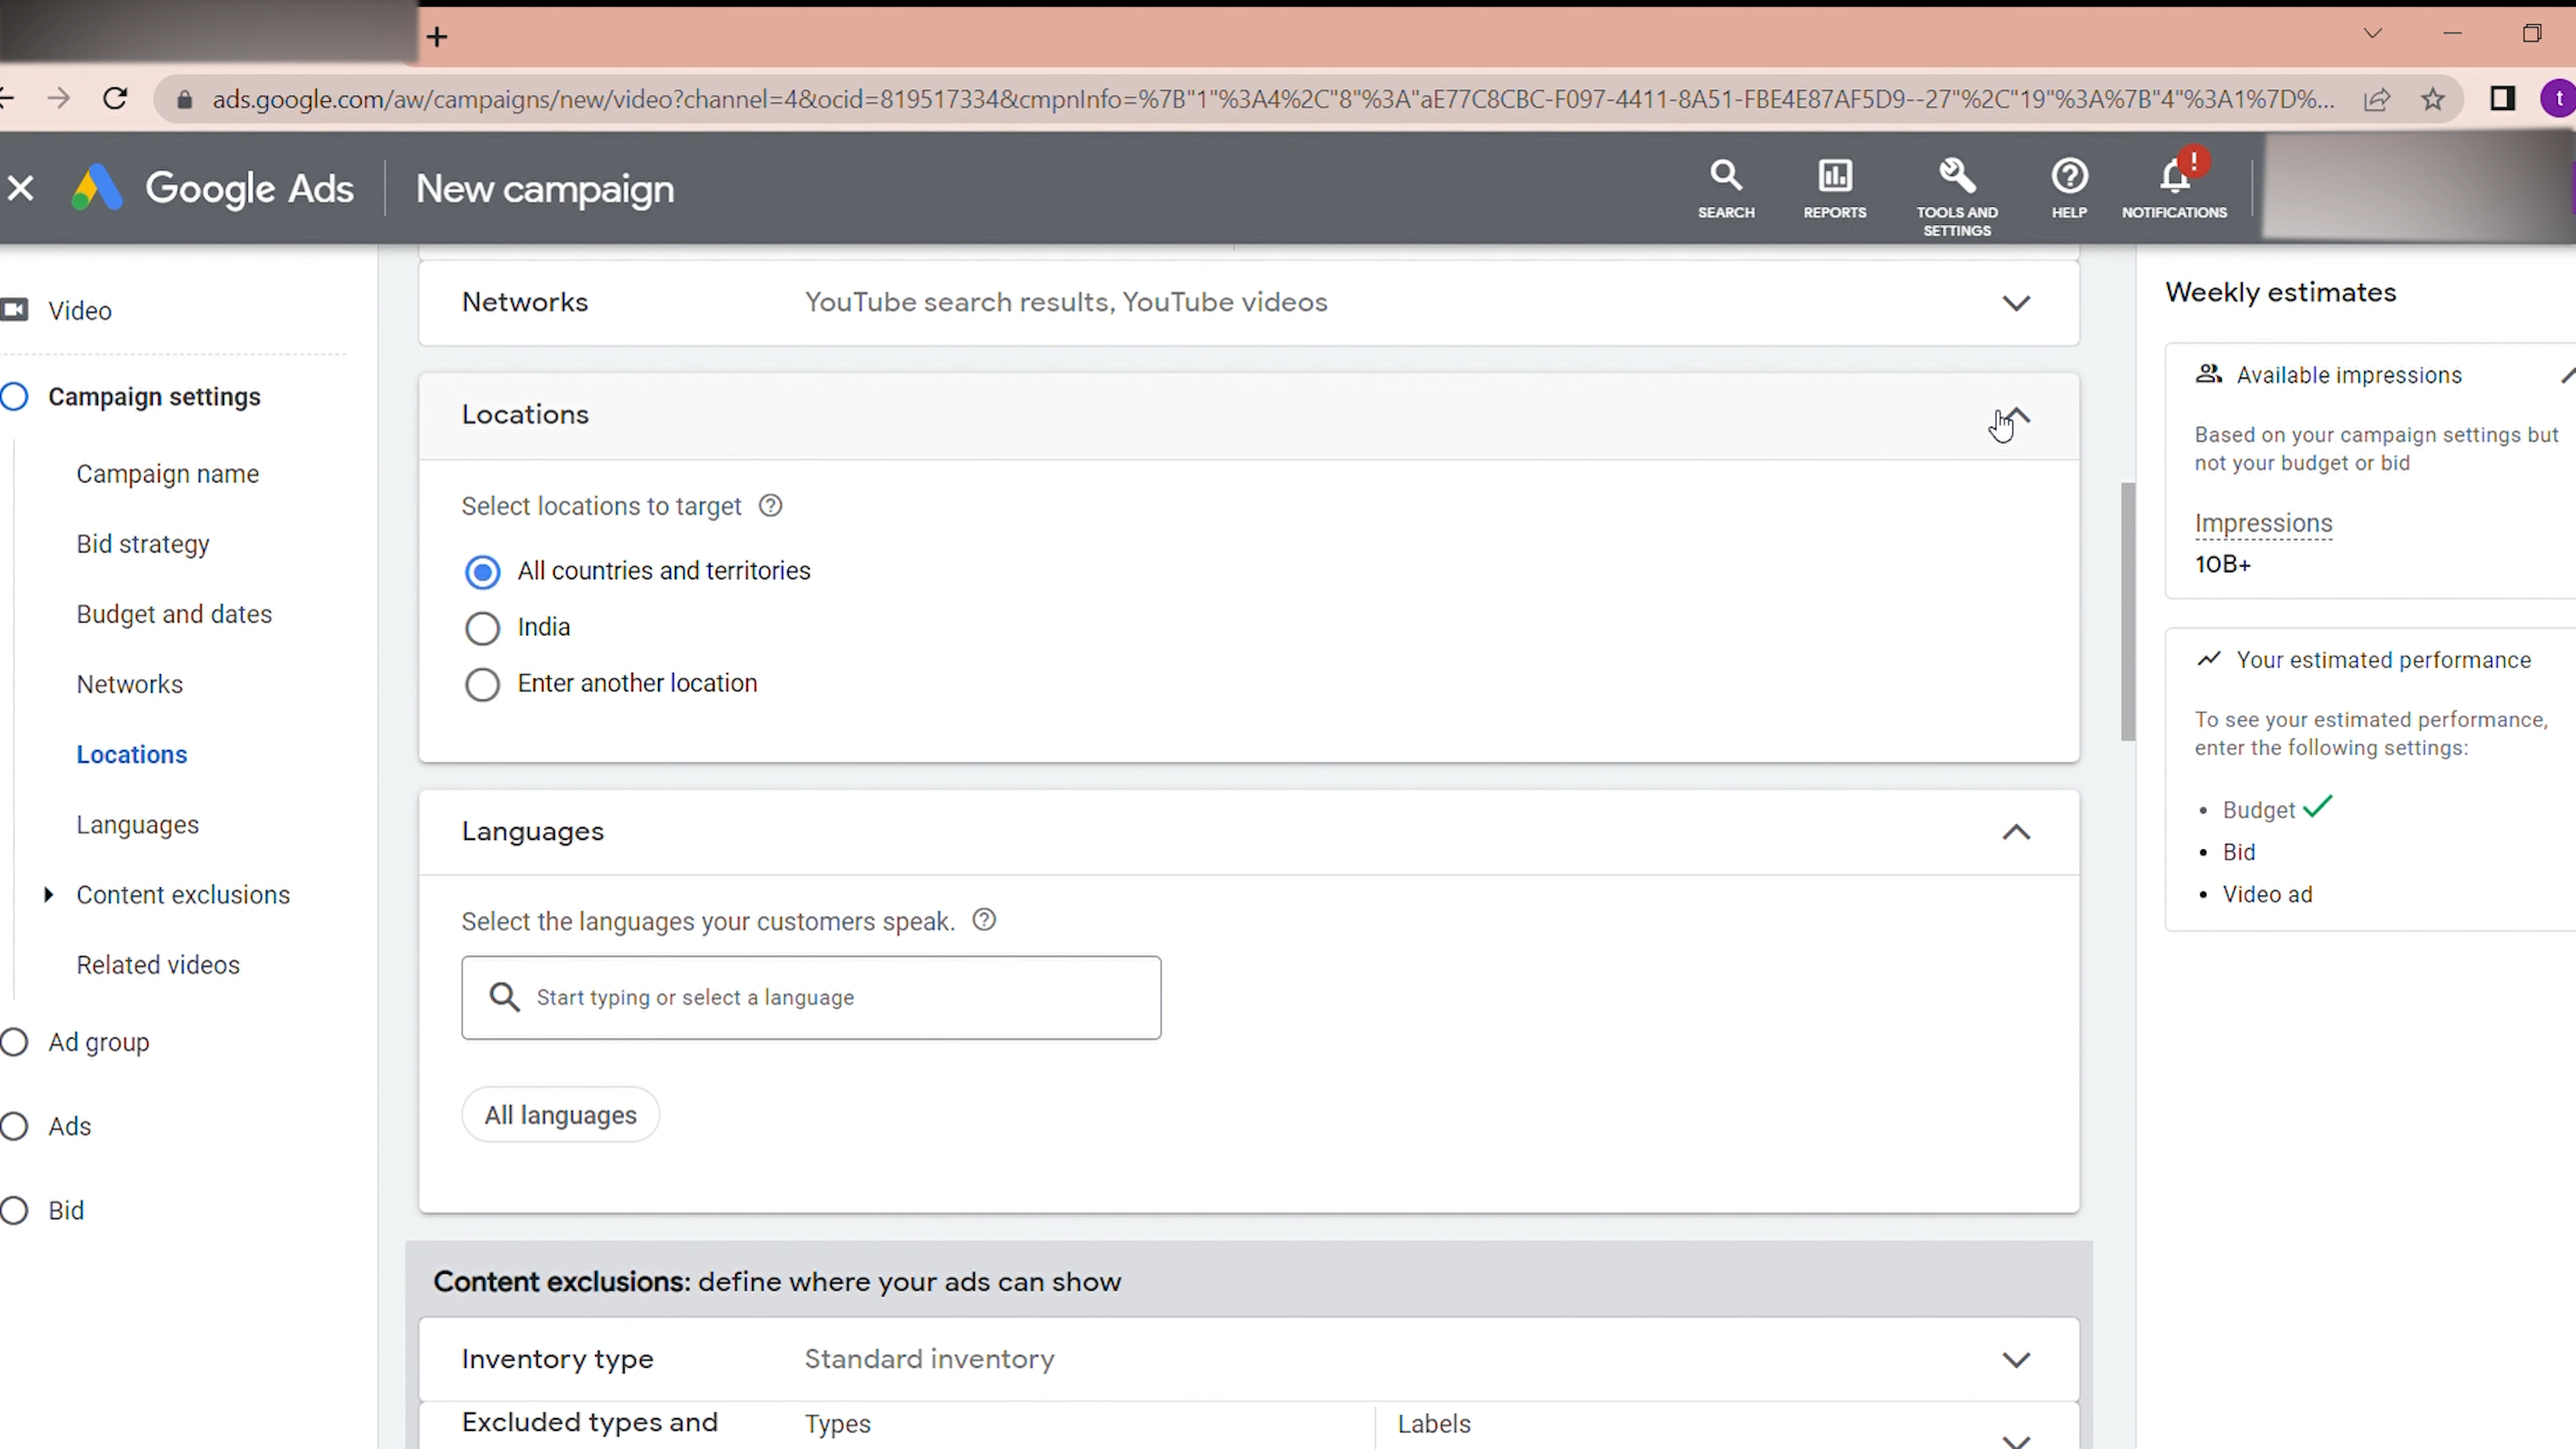 ads.google.com/aw/campaigns/new/video?channel=4&ocid=819517334&cmpnInfo=%7B"1"%3A4%2C"8"%3A"aE77C8CBC-F097-4411-8A51-FBE4E87AF5D9--27"%2C"19"%3A%7B"4"%3A1%7D%...
t
Google Ads
New campaign
SEARCH
REPORTS
TOOLS AND
SETTINGS
HELP
!
NOTIFICATIONS
Video
Campaign settings
Campaign name
Bid strategy
Budget and dates
Networks
Locations
Languages
Content exclusions
Related videos
Ad group
Ads
Bid
Networks
YouTube search results, YouTube videos
Locations
Select locations to target
All countries and territories
India
Enter another location
Languages
Select the languages your customers speak.
Start typing or select a language
All languages
Content exclusions: define where your ads can show
Inventory type
Standard inventory
Excluded types and
Types
Labels
Weekly estimates
Available impressions
Based on your campaign settings but
not your budget or bid
Impressions
10B+
Your estimated performance
To see your estimated performance,
enter the following settings:
• Budget
• Bid
• Video ad